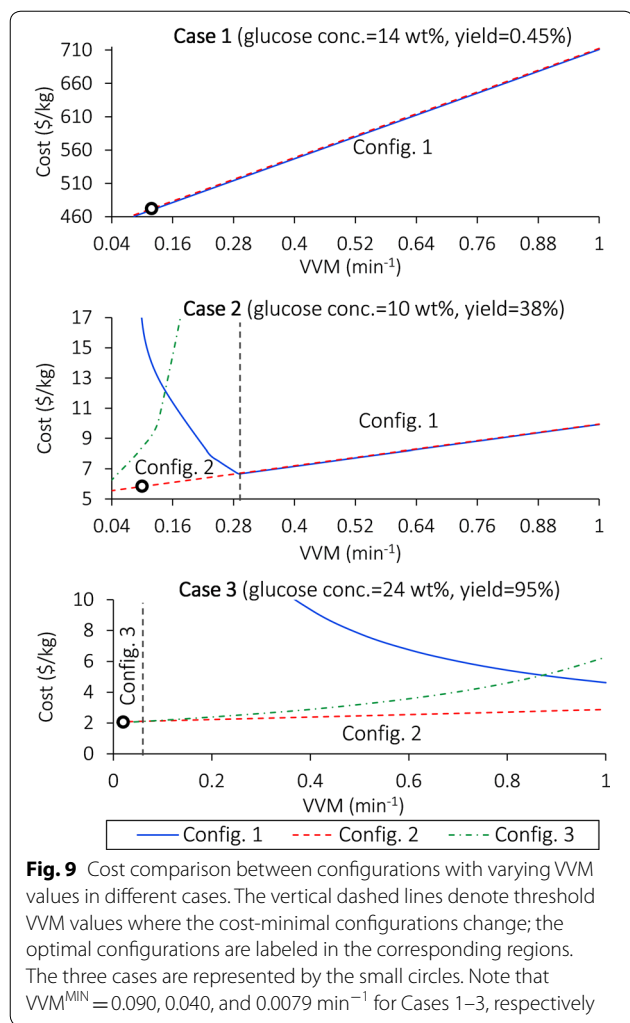 Case 1 (glucose conc.=14 wt%, yield=0.45%)
710
660
610
560
510
460
Cost ($/kg)
Config. 1
0.04 0.16 0.28 0.4 0.52 0.64 0.76 0.88 1
VVM (min-1)
Case 2 (glucose conc.=10 wt%, yield=38%)
17
15
13
11
9
7
5
Cost ($/kg)
Config. 1
Config. 2
0.04 0.16 0.28 0.4 0.52 0.64 0.76 0.88 1
VVM (min-1)
Case 3 (glucose conc.=24 wt%, yield=95%)
10
8
6
4
2
0
Cost ($/kg)
Config. 3
Config. 2
0 0.2 0.4 0.6 0.8 1
VVM (min-1)
Config. 1 Config. 2 Config. 3
Fig. 9 Cost comparison between configurations with varying VVM
values in different cases. The vertical dashed lines denote threshold
VVM values where the cost-minimal configurations change; the
optimal configurations are labeled in the corresponding regions.
The three cases are represented by the small circles. Note that
VVM^MIN = 0.090, 0.040, and 0.0079 min−1 for Cases 1–3, respectively